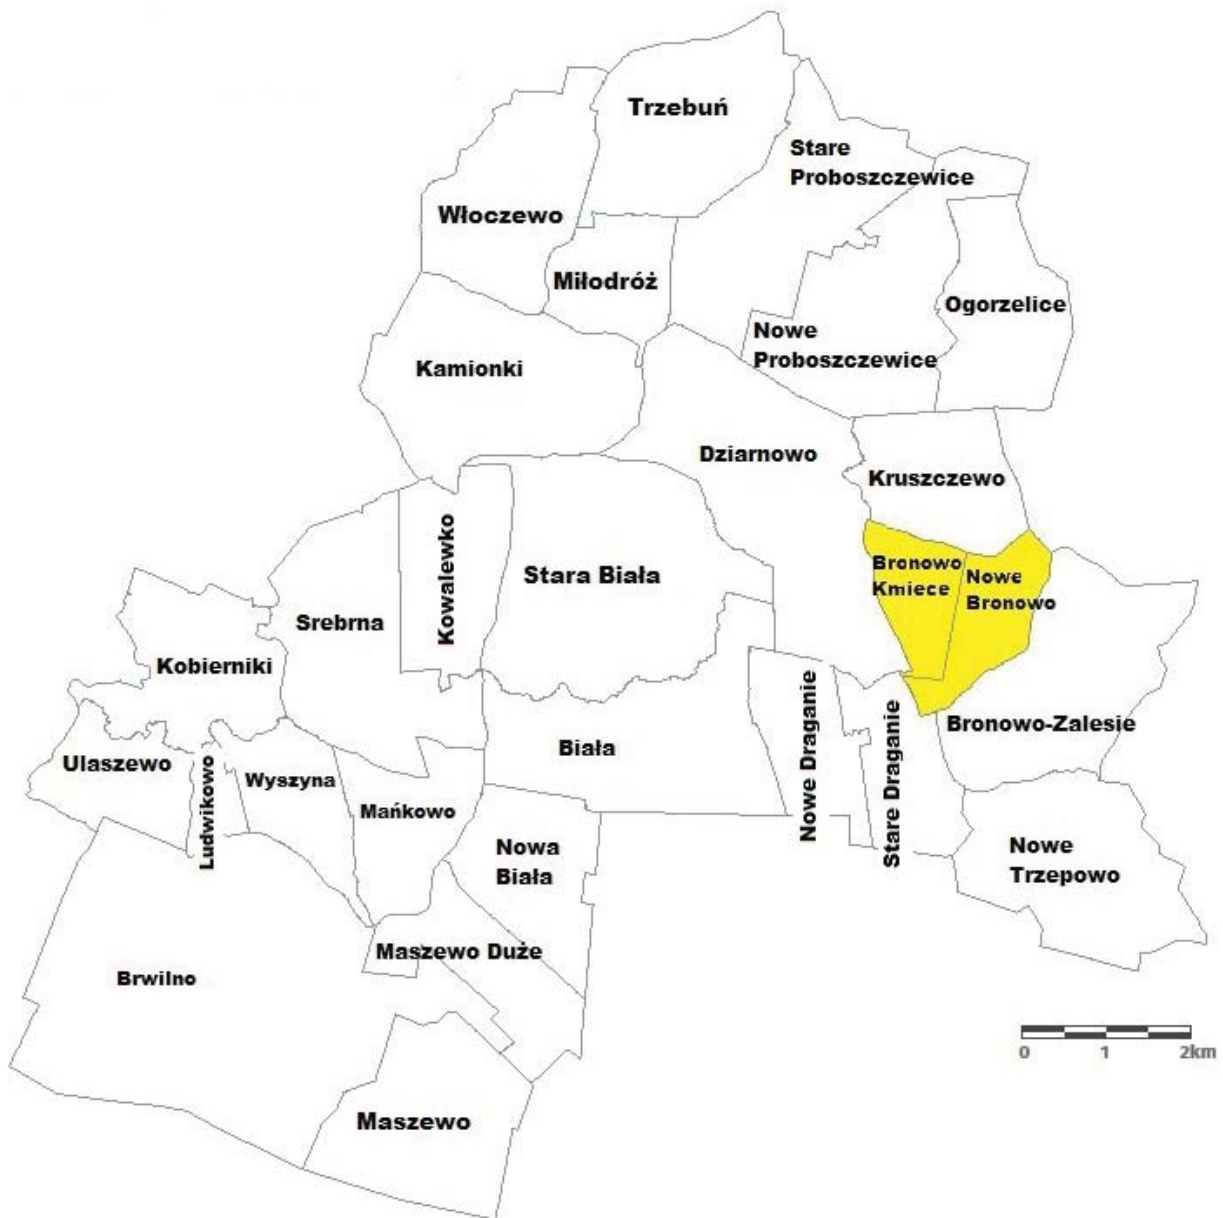 Trzebuń
Stare
Proboszczewice
Włoczewo
Miłodróż
Ogorzelice
Nowe
Proboszczewice
Kamionki
Dziarnowo
Kruszczewo
Kowalewko
Stara Biała
Bronowo
Kmiece
Nowe
Bronowo
Srebrna
Kobierniki
Nowe Draganie
Stare Draganie
Bronowo-Zalesie
Biała
Ulaszewo
Ludwikowo
Wyszyna
Mańkowo
Nowa
Biała
Nowe
Trzepowo
Maszewo Duże
Brwilno
0 1 2km
Maszewo